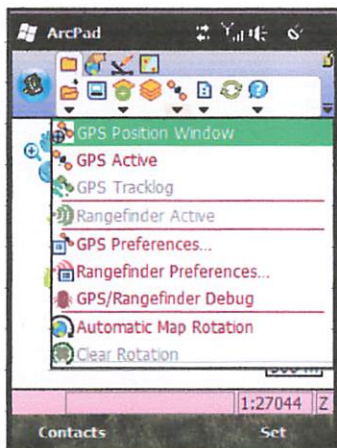 ArcPad
GPS Position Window
GPS Active
GPS Tracklog
Rangefinder Active
GPS Preferences...
Rangefinder Preferences...
GPS/Rangefinder Debug
Automatic Map Rotation
Clear Rotation
1:27044 Z
Contacts Set